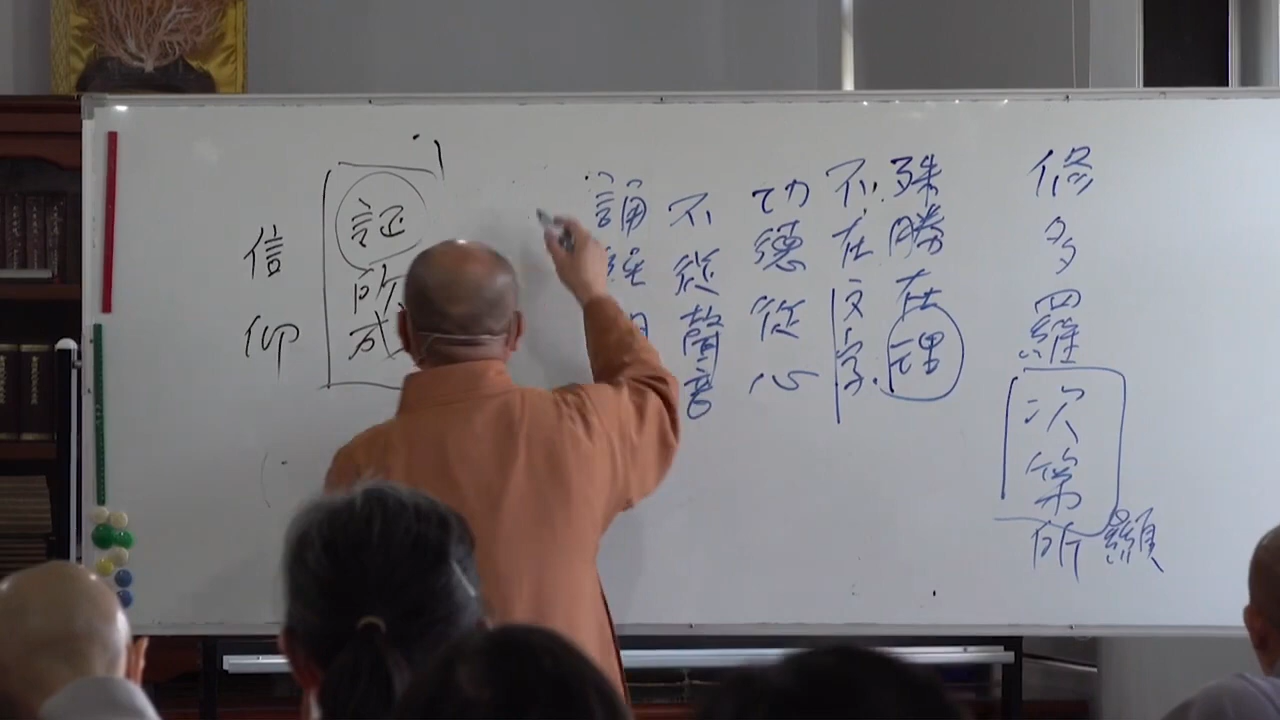 修多羅次第所顯
殊勝在理
不在文字
功德從心
不從聲音
誦經
証所成
信仰